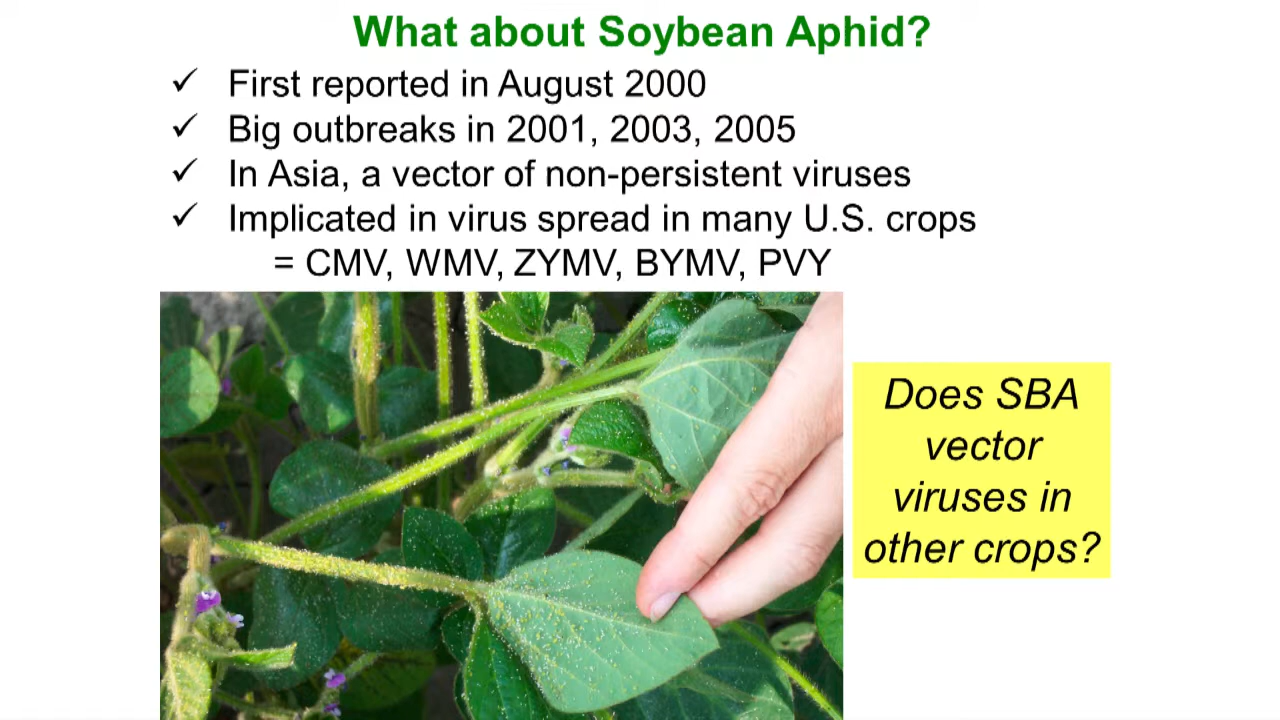 What about Soybean Aphid?
✓ First reported in August 2000
✓ Big outbreaks in 2001, 2003, 2005
✓ In Asia, a vector of non-persistent viruses
✓ Implicated in virus spread in many U.S. crops
= CMV, WMV, ZYMV, BYMV, PVY
Does SBA
vector
viruses in
other crops?